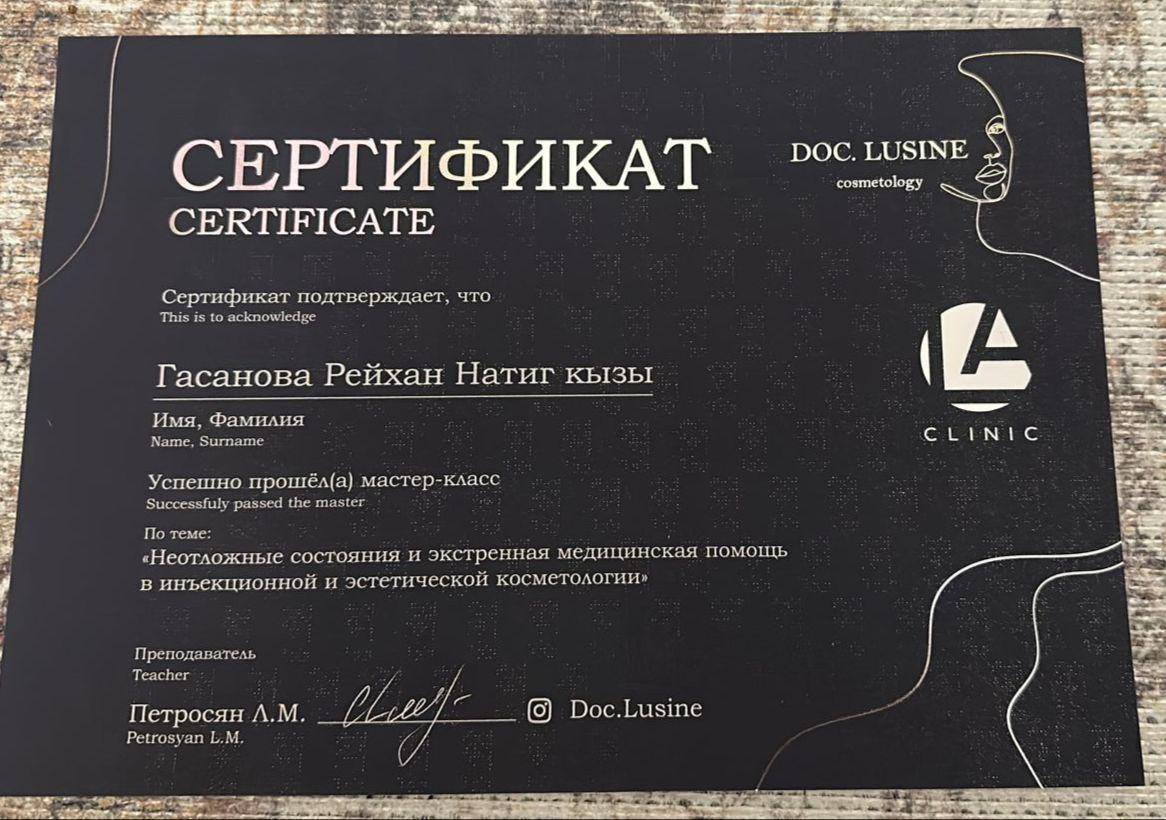 СЕРТИФИКАТ
CERTIFICATE
DOC. LUSINE
cosmetology
Сертификат подтверждает, что
This is to acknowledge
LA
CLINIC
Гасанова Рейхан Натиг кызы
Имя, Фамилия
Name, Surname
Успешно прошёл(а) мастер-класс
Successfuly passed the master
По теме:
«Неотложные состояния и экстренная медицинская помощь
в инъекционной и эстетической косметологии»
Преподаватель
Teacher
Петросян Л.М.
Doc.Lusine
Petrosyan L.M.